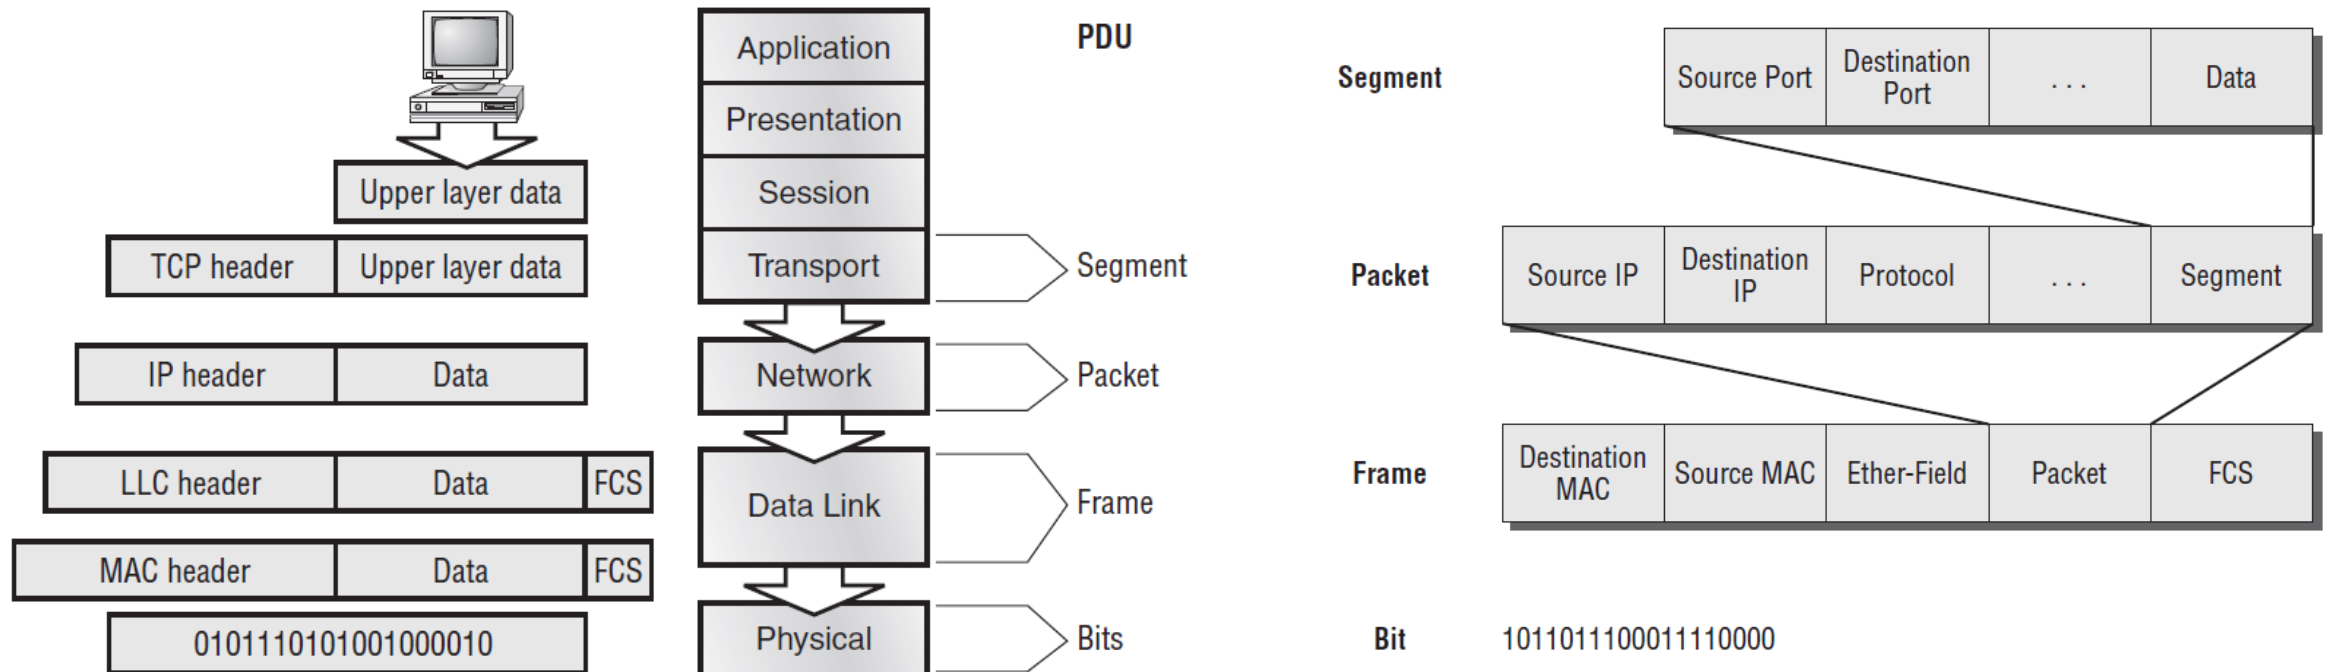 Upper layer data
TCP header Upper layer data
IP header Data
LLC header Data FCS
MAC header Data FCS
0101110101001000010
Application
Presentation
Session
Transport
Network
Data Link
Physical
PDU
Segment
Packet
Frame
Bits
Segment
Source Port
Destination
Port
. . .
Data
Packet
Source IP
Destination
IP
Protocol
. . .
Segment
Frame
Destination
MAC
Source MAC
Ether-Field
Packet
FCS
Bit
1011011100011110000